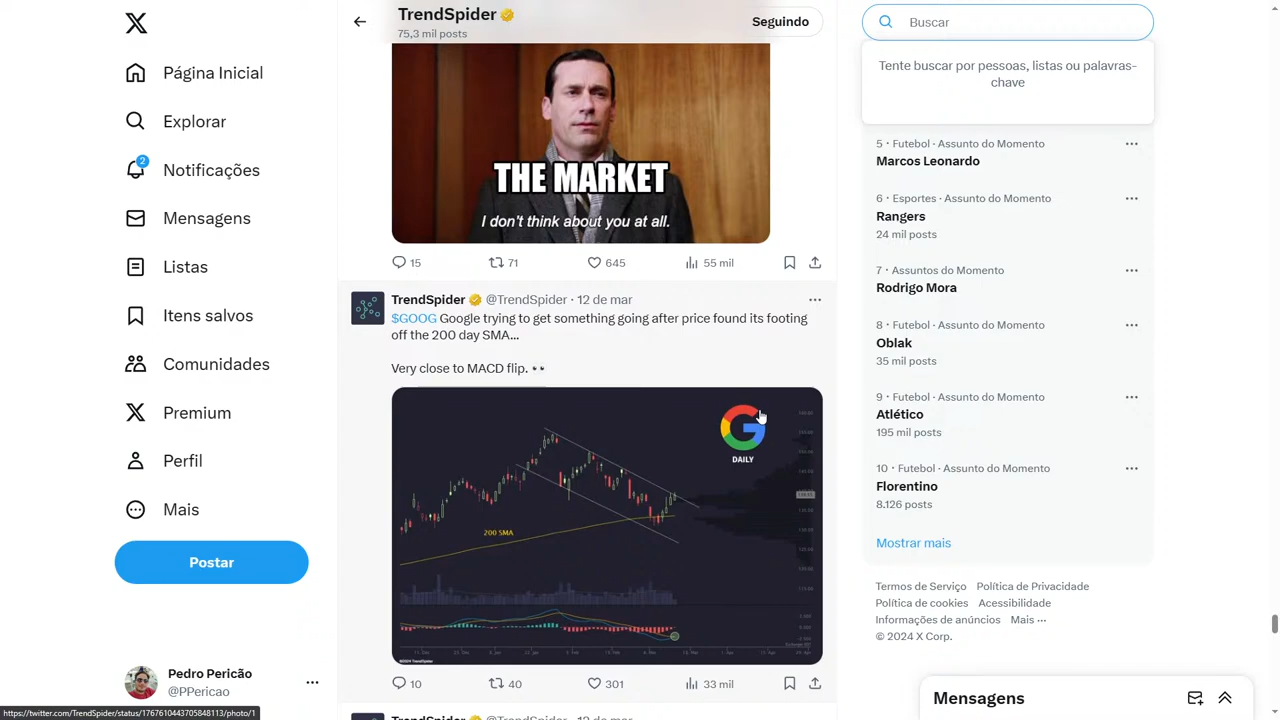 TrendSpider
75,3 mil posts
Seguindo
Buscar
Tente buscar por pessoas, listas ou palavras-
chave
Página Inicial
Explorar
2
Notificações
Mensagens
Listas
Itens salvos
Comunidades
Premium
Perfil
Mais
Postar
Pedro Pericão
@PPericao
https://twitter.com/TrendSpider/status/1767610443705848113/photo/1
THE MARKET
I don't think about you at all.
15
71
645
55 mil
TrendSpider @TrendSpider · 12 de mar
$GOOG Google trying to get something going after price found its footing
off the 200 day SMA...
Very close to MACD flip. 👀
DAILY
200 SMA
©2024 TrendSpider
10
40
301
33 mil
TrendSpider @TrendSpider · 12 de mar
5 · Futebol · Assunto do Momento
Marcos Leonardo
6 · Esportes · Assunto do Momento
Rangers
24 mil posts
7 · Assuntos do Momento
Rodrigo Mora
8 · Futebol · Assunto do Momento
Oblak
35 mil posts
9 · Futebol · Assunto do Momento
Atlético
195 mil posts
10 · Futebol · Assunto do Momento
Florentino
8.126 posts
Mostrar mais
Termos de Serviço Política de Privacidade
Política de cookies Acessibilidade
Informações de anúncios Mais ···
© 2024 X Corp.
Mensagens